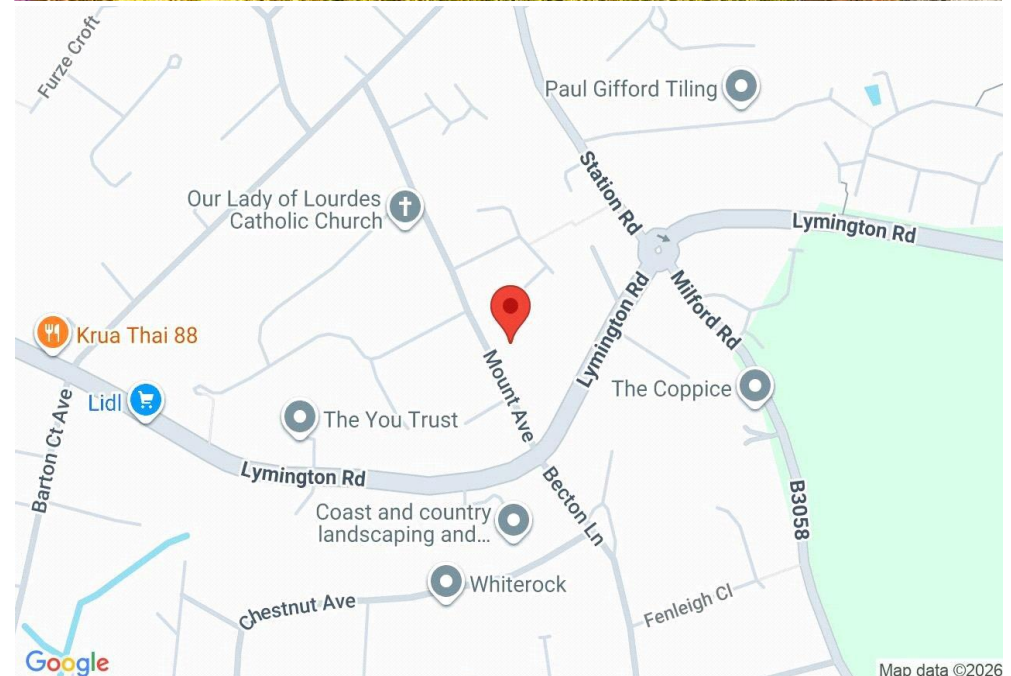 Furze Croft
Paul Gifford Tiling
Station Rd
Our Lady of Lourdes
Catholic Church
Lymington Rd
Milford Rd
Lymington Rd
Krua Thai 88
Mount Ave
The Coppice
Lidl
The You Trust
Barton Ct Ave
Lymington Rd
Becton Ln
B3058
Coast and country
landscaping and...
Whiterock
Chestnut Ave
Fenleigh Cl
Google
Map data ©2026